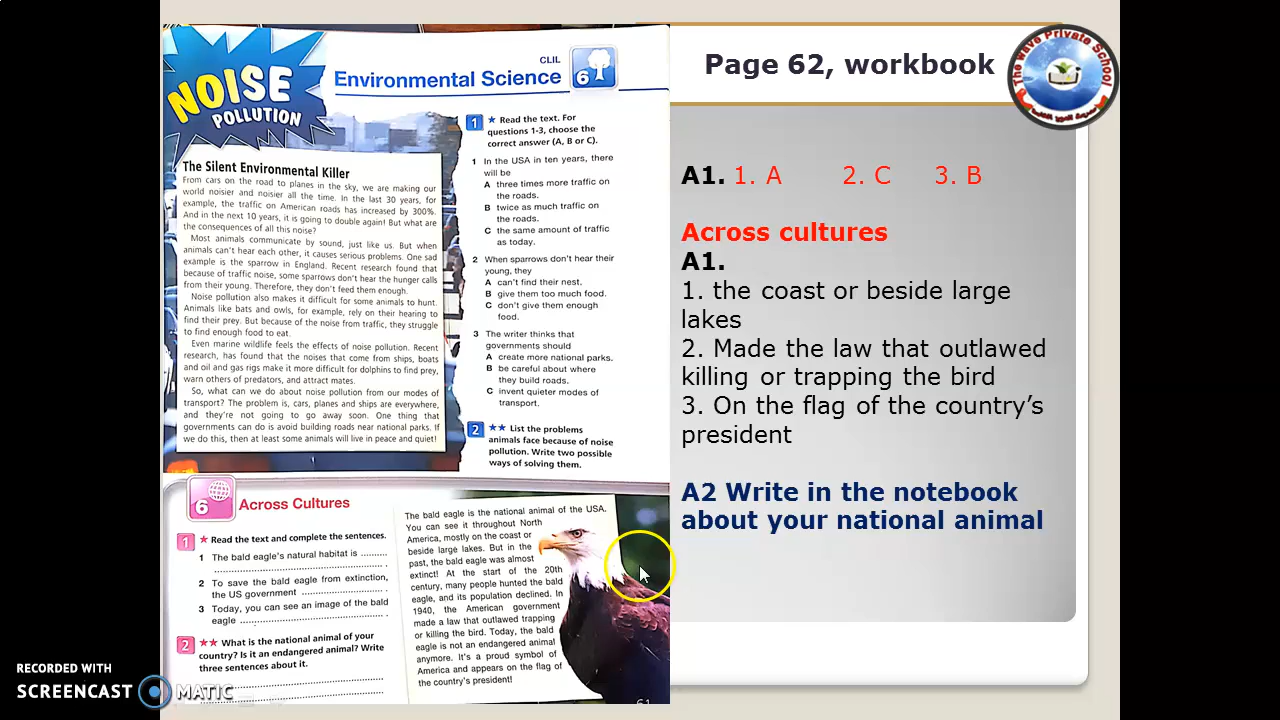 NOISE
POLLUTION
CLIL
Environmental Science
6
The Silent Environmental Killer
From cars on the road to planes in the sky, we are making our
world noisier and noisier all the time. In the last 30 years, for
example, the traffic on American roads has increased by 300%.
And in the next 10 years, it is going to double again! But what are
the consequences of all this noise?
Most animals communicate by sound, just like us. But when
animals can't hear each other, it causes serious problems. One sad
example is the sparrow in England. Recent research found that
because of traffic noise, some sparrows don't hear the hunger calls
from their young. Therefore, they don't feed them enough.
Noise pollution also makes it difficult for some animals to hunt.
Animals like bats and owls, for example, rely on their hearing to
find their prey. But because of the noise from traffic, they struggle
to find enough food to eat.
Even marine wildlife feels the effects of noise pollution. Recent
research, has found that the noises that come from ships, boats
and oil and gas rigs make it more difficult for dolphins to find prey,
warn others of predators, and attract mates.
So, what can we do about noise pollution from our modes of
transport? The problem is, cars, planes and ships are everywhere,
and they're not going to go away soon. One thing that
governments can do is avoid building roads near national parks. If
we do this, then at least some animals will live in peace and quiet!
1 ★ Read the text. For
questions 1-3, choose the
correct answer (A, B or C).
1 In the USA in ten years, there
will be
A three times more traffic on
the roads.
B twice as much traffic on
the roads.
C the same amount of traffic
as today.
2 When sparrows don't hear their
young, they
A can't find their nest.
B give them too much food.
C don't give them enough
food.
3 The writer thinks that
governments should
A create more national parks.
B be careful about where
they build roads.
C invent quieter modes of
transport.
2 ★★ List the problems
animals face because of noise
pollution. Write two possible
ways of solving them.
6 Across Cultures
1 ★ Read the text and complete the sentences.
1 The bald eagle's natural habitat is ..........
..........
2 To save the bald eagle from extinction,
the US government ..........
3 Today, you can see an image of the bald
eagle ..........
2 ★★ What is the national animal of your
country? Is it an endangered animal? Write
three sentences about it.
The bald eagle is the national animal of the USA.
You can see it throughout North
America, mostly on the coast or
beside large lakes. But in the
past, the bald eagle was almost
extinct! At the start of the 20th
century, many people hunted the bald
eagle, and its population declined. In
1940, the American government
made a law that outlawed trapping
or killing the bird. Today, the bald
eagle is not an endangered animal
anymore. It's a proud symbol of
America and appears on the flag of
the country's president!
61
Page 62, workbook
The Wave Private School
A1. 1. A 2. C 3. B
Across cultures
A1.
1. the coast or beside large
lakes
2. Made the law that outlawed
killing or trapping the bird
3. On the flag of the country's
president
A2 Write in the notebook
about your national animal
RECORDED WITH
SCREENCAST MATIC